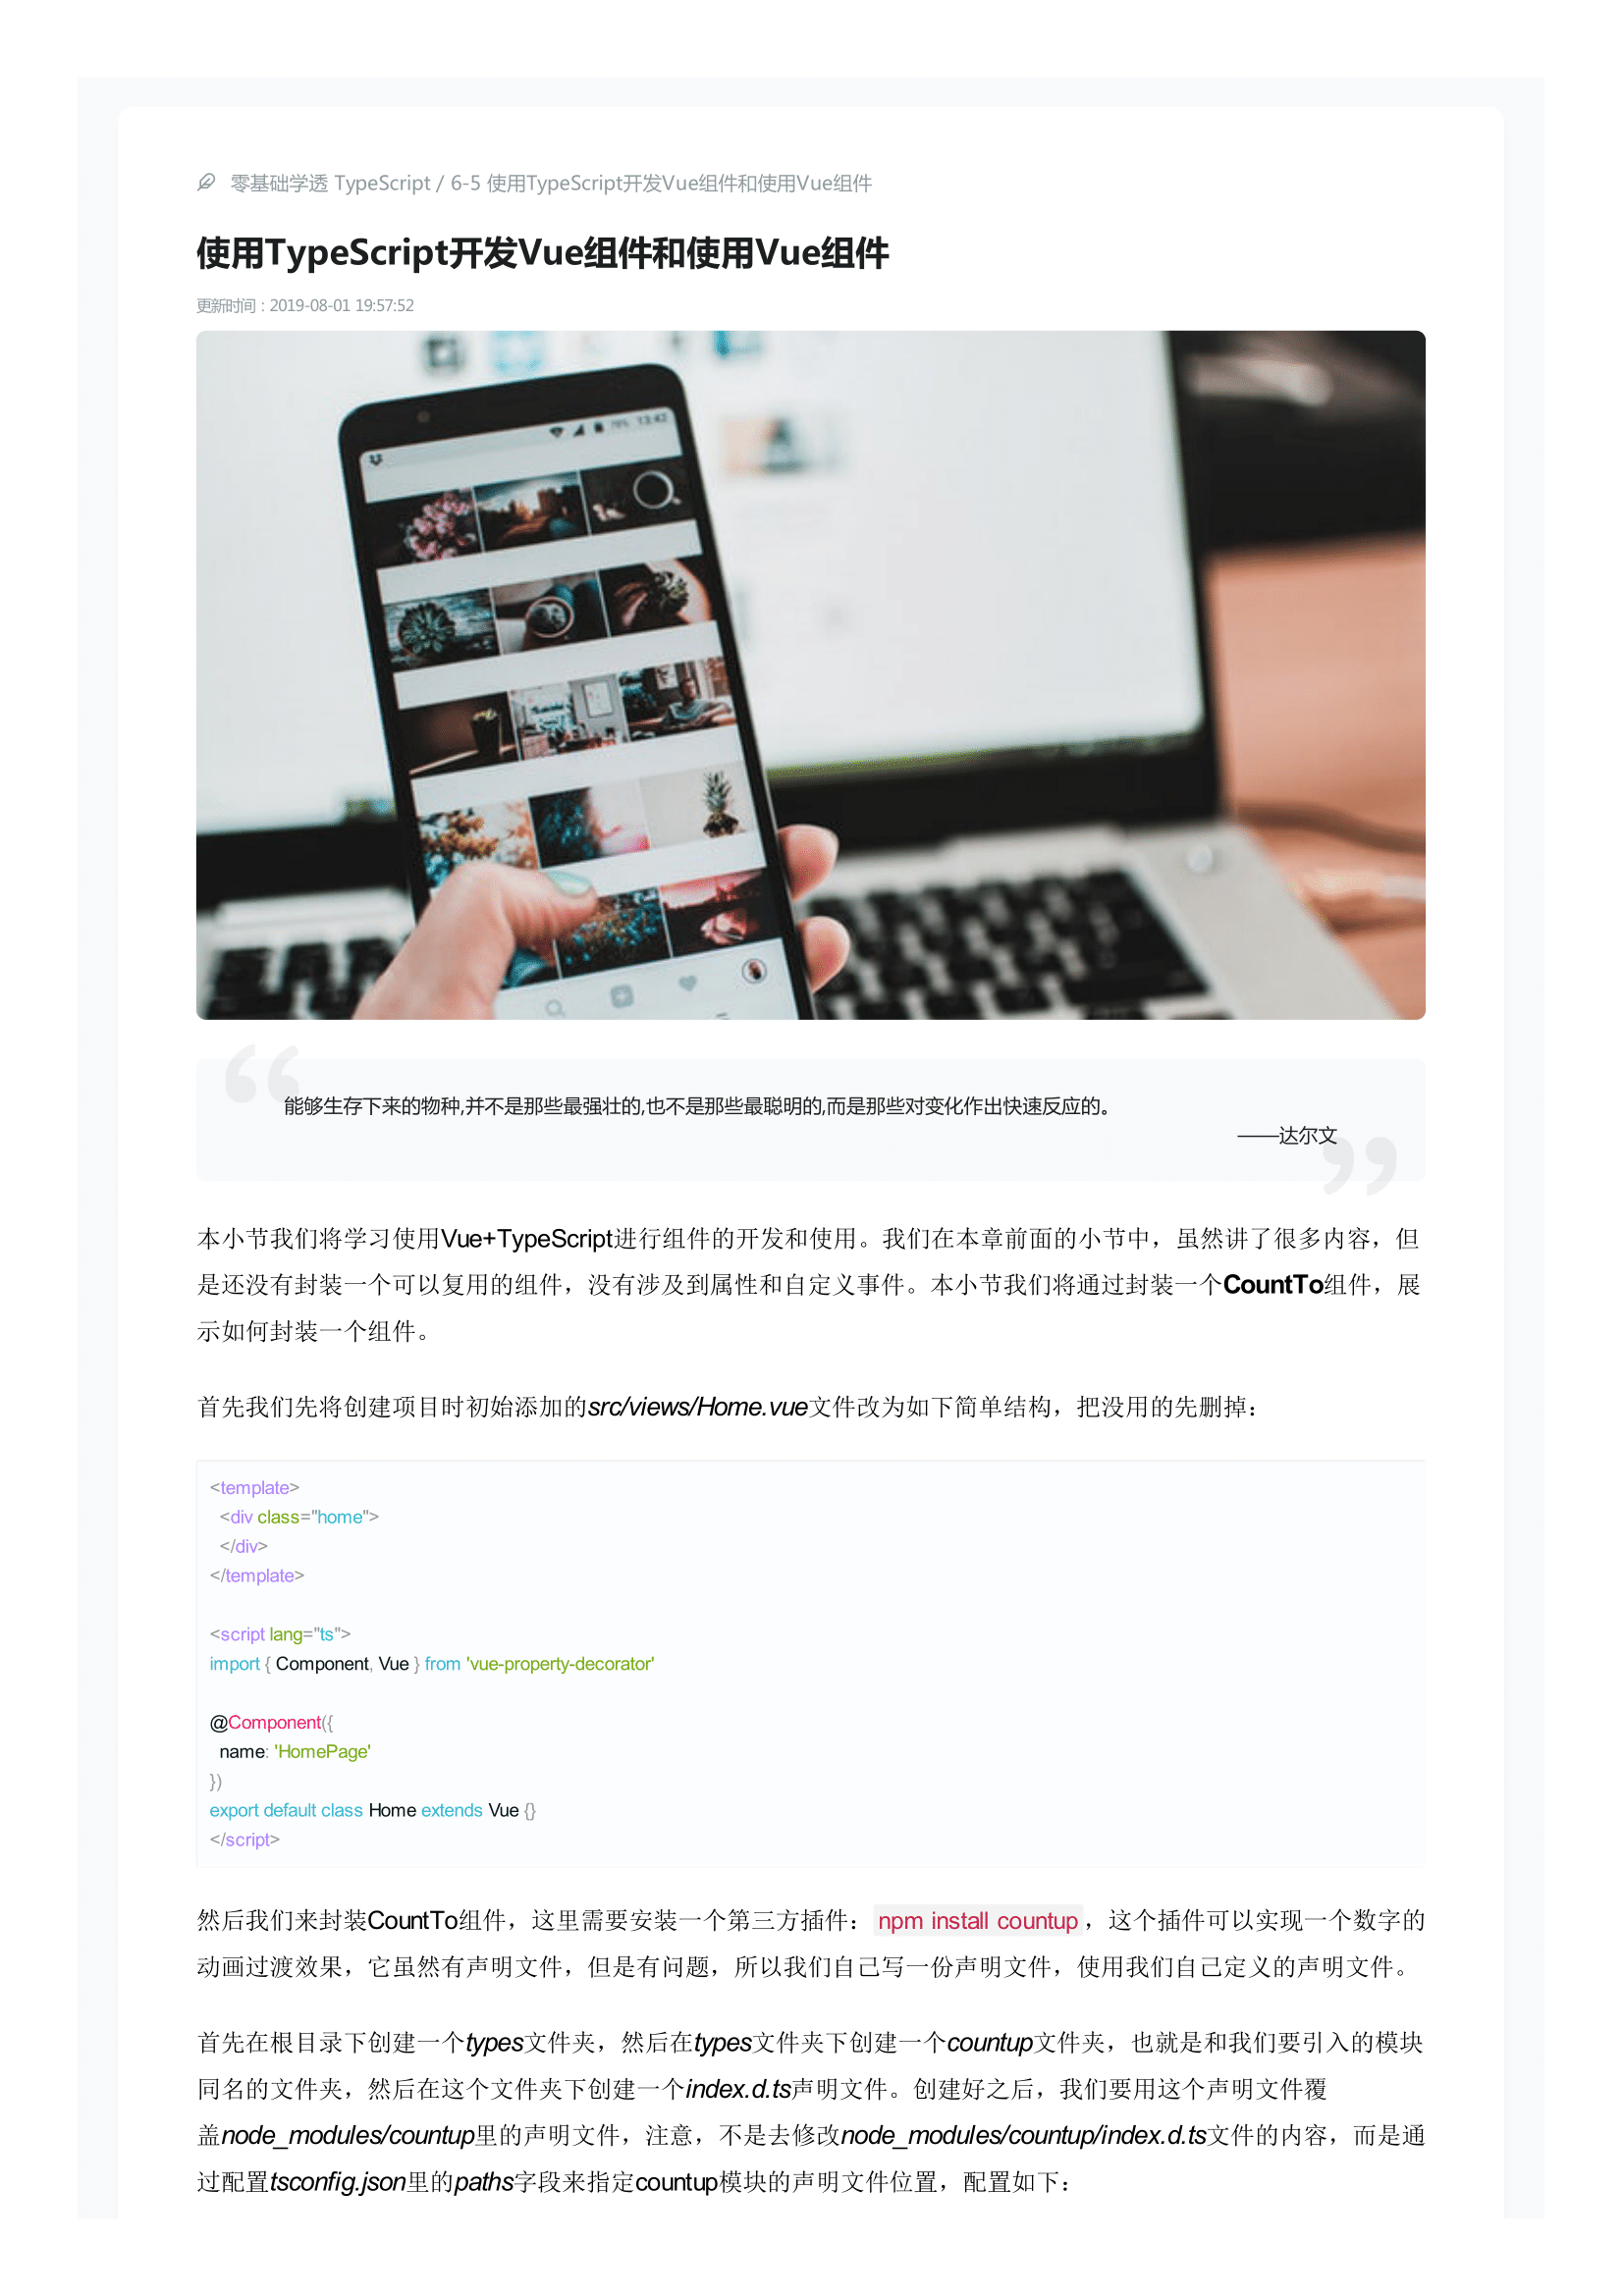 零基础学透 TypeScript / 6-5 使用TypeScript开发Vue组件和使用Vue组件
使用TypeScript开发Vue组件和使用Vue组件
更新时间：2019-08-01 19:57:52
13:42
“
能够生存下来的物种,并不是那些最强壮的,也不是那些最聪明的,而是那些对变化作出快速反应的。
——达尔文
”
本小节我们将学习使用Vue+TypeScript进行组件的开发和使用。我们在本章前面的小节中，虽然讲了很多内容，但
是还没有封装一个可以复用的组件，没有涉及到属性和自定义事件。本小节我们将通过封装一个CountTo组件，展
示如何封装一个组件。
首先我们先将创建项目时初始添加的src/views/Home.vue文件改为如下简单结构，把没用的先删掉：
<template>
  <div class="home">
  </div>
</template>
<script lang="ts">
import { Component, Vue } from 'vue-property-decorator'
@Component({
  name: 'HomePage'
})
export default class Home extends Vue {}
</script>
然后我们来封装CountTo组件，这里需要安装一个第三方插件：npm install countup，这个插件可以实现一个数字的
动画过渡效果，它虽然有声明文件，但是有问题，所以我们自己写一份声明文件，使用我们自己定义的声明文件。
首先在根目录下创建一个types文件夹，然后在types文件夹下创建一个countup文件夹，也就是和我们要引入的模块
同名的文件夹，然后在这个文件夹下创建一个index.d.ts声明文件。创建好之后，我们要用这个声明文件覆
盖node_modules/countup里的声明文件，注意，不是去修改node_modules/countup/index.d.ts文件的内容，而是通
过配置tsconfig.json里的paths字段来指定countup模块的声明文件位置，配置如下：